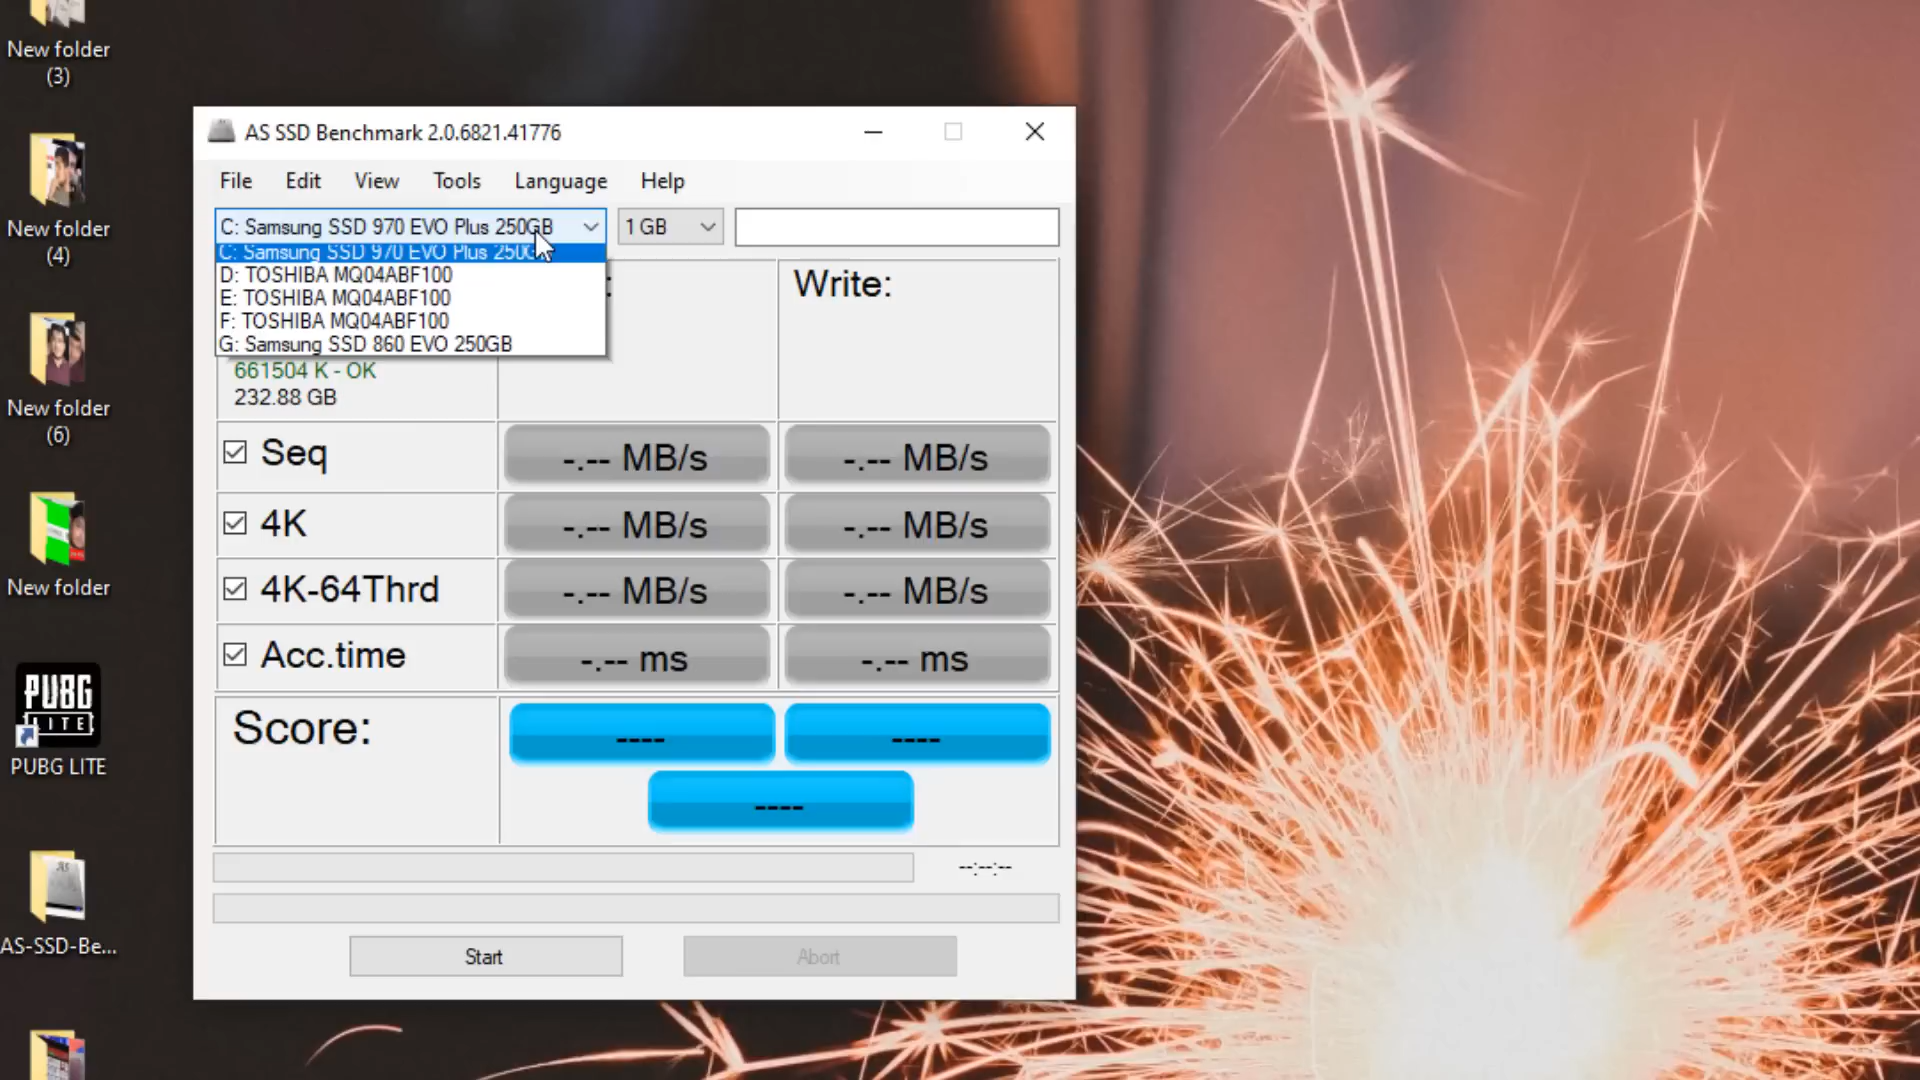 New folder
(3)
New folder
(4)
New folder
(6)
New folder
PUBG
LITE
PUBG LITE
AS
AS-SSD-Be...
AS SSD Benchmark 2.0.6821.41776
File Edit View Tools Language Help
C: Samsung SSD 970 EVO Plus 250GB 1 GB
C: Samsung SSD 970 EVO Plus 250G
D: TOSHIBA MQ04ABF100
E: TOSHIBA MQ04ABF100
F: TOSHIBA MQ04ABF100
G: Samsung SSD 860 EVO 250GB
: Write:
661504 K - OK
232.88 GB
Seq -.-- MB/s -.-- MB/s
4K -.-- MB/s -.-- MB/s
4K-64Thrd -.-- MB/s -.-- MB/s
Acc.time -.-- ms -.-- ms
Score: ---- ----
----
--:--:--
Start Abort